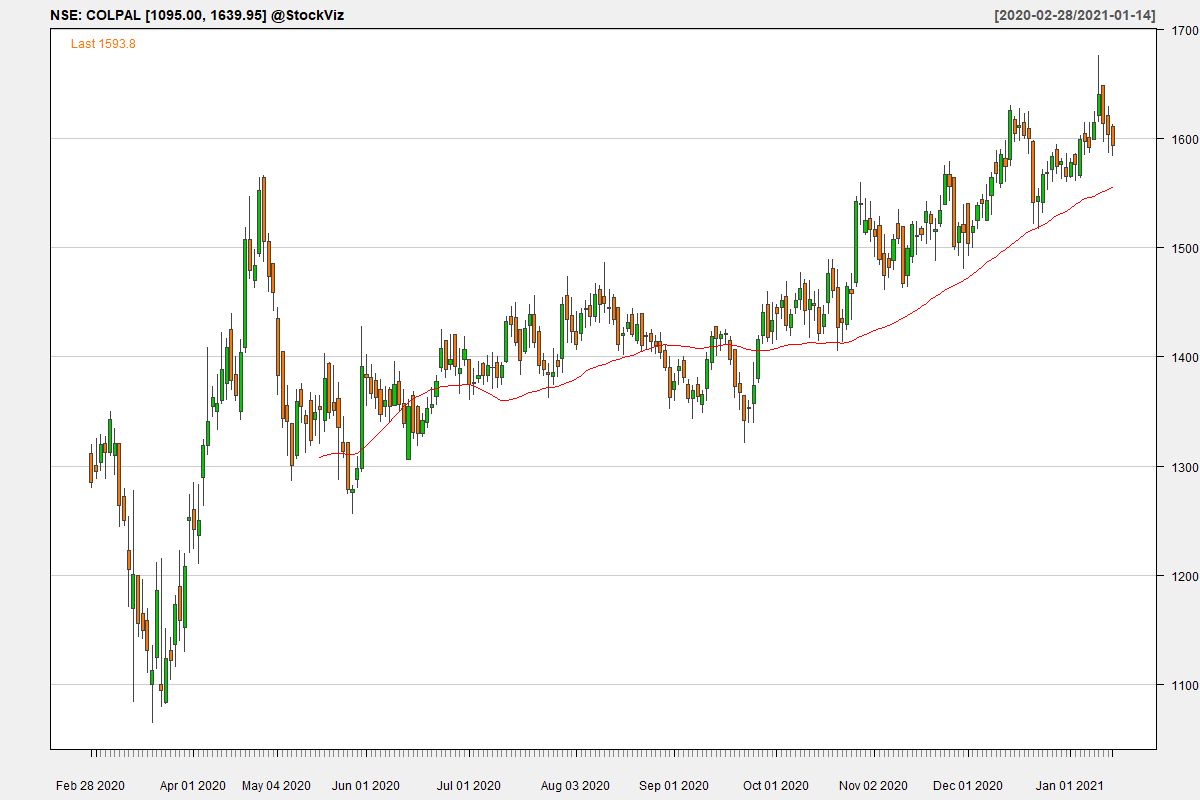 NSE: COLPAL [1095.00, 1639.95] @StockViz
[2020-02-28/2021-01-14]
Last 1593.8
1700
1600
1500
1400
1300
1200
1100
Feb 28 2020 Apr 01 2020 May 04 2020 Jun 01 2020 Jul 01 2020 Aug 03 2020 Sep 01 2020 Oct 01 2020 Nov 02 2020 Dec 01 2020 Jan 01 2021